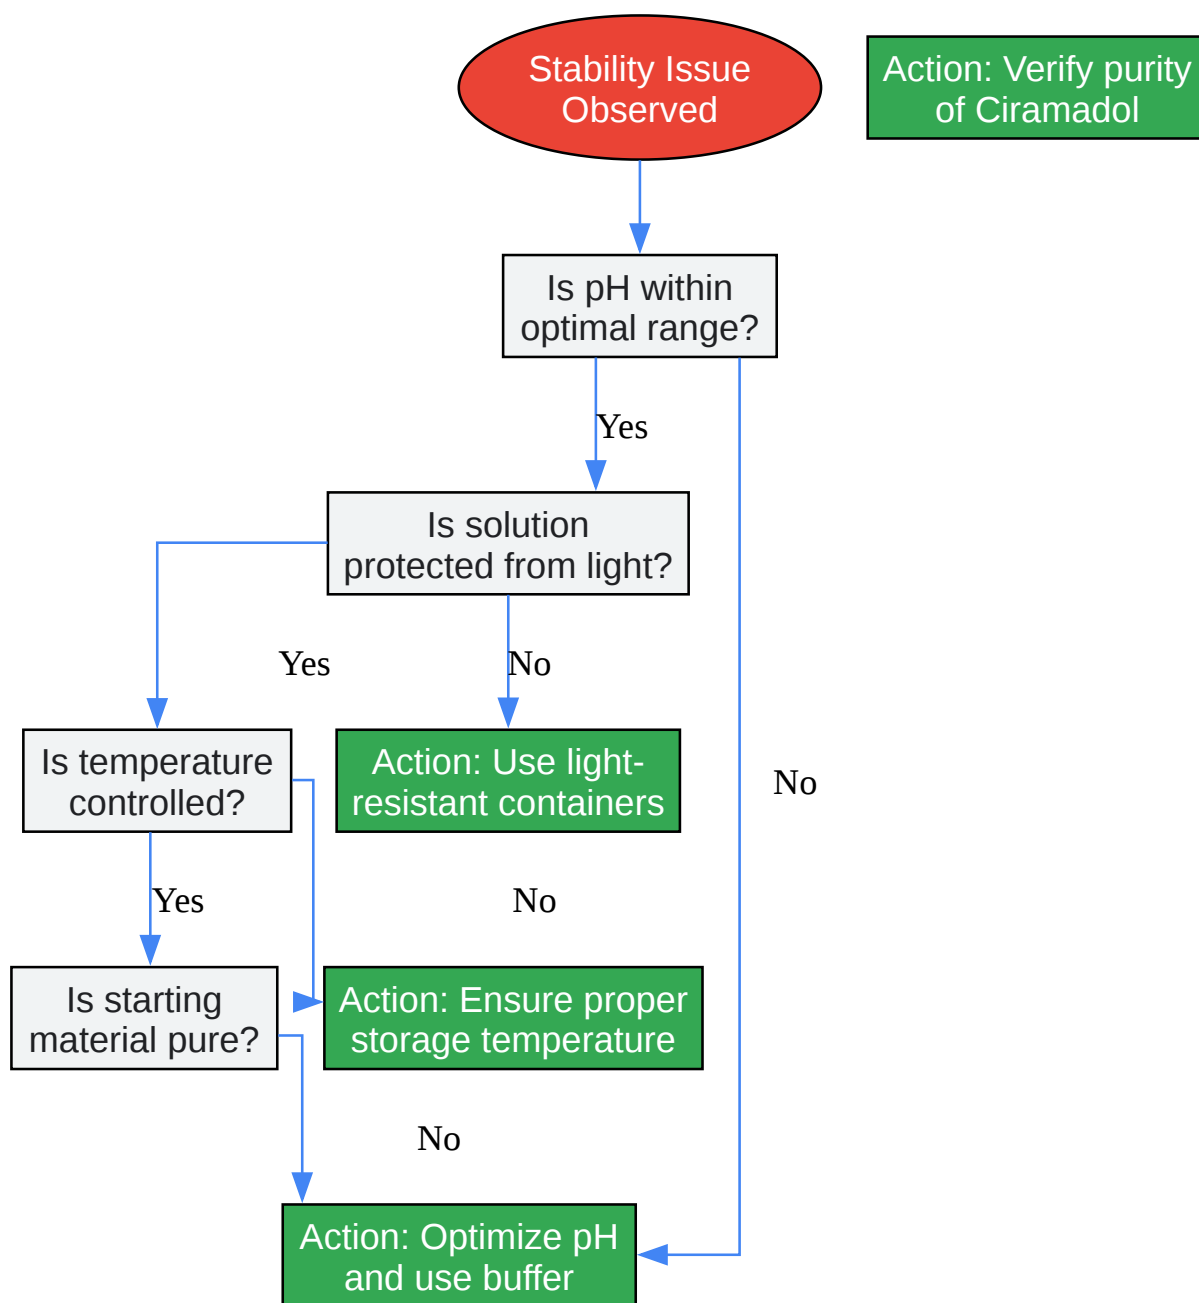 Stability Issue
Observed
Action: Verify purity
of Ciramadol
Is pH within
optimal range?
Yes
Is solution
protected from light?
Yes
No
Is temperature
controlled?
Action: Use light-
resistant containers
No
Yes
No
Is starting
material pure?
Action: Ensure proper
storage temperature
No
Action: Optimize pH
and use buffer